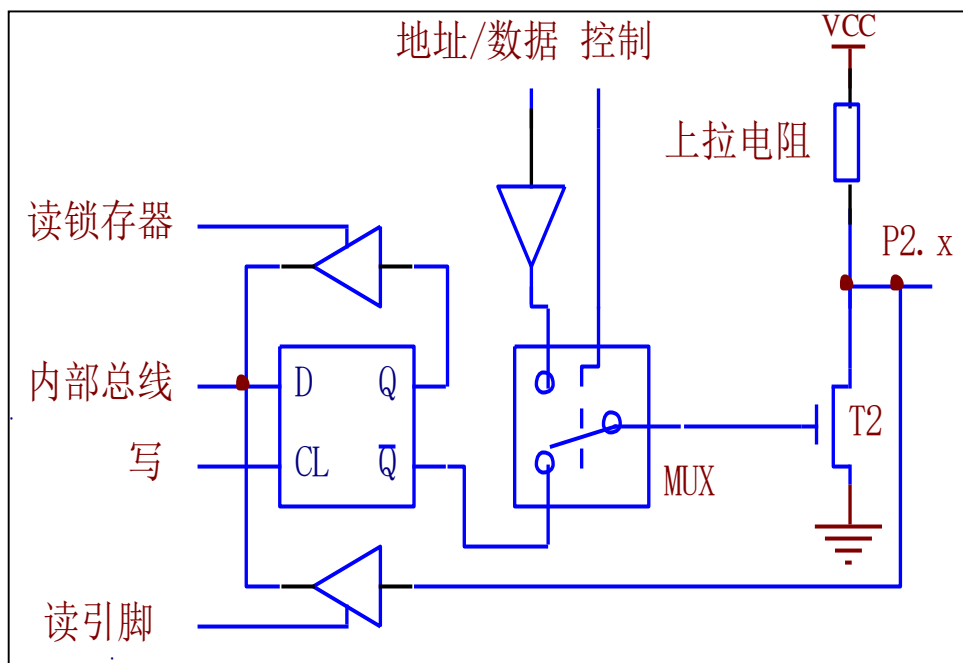 地址/数据 控制
VCC
上拉电阻
读锁存器
P2.x
内部总线
D Q
T2
写
CL Q̅
MUX
读引脚